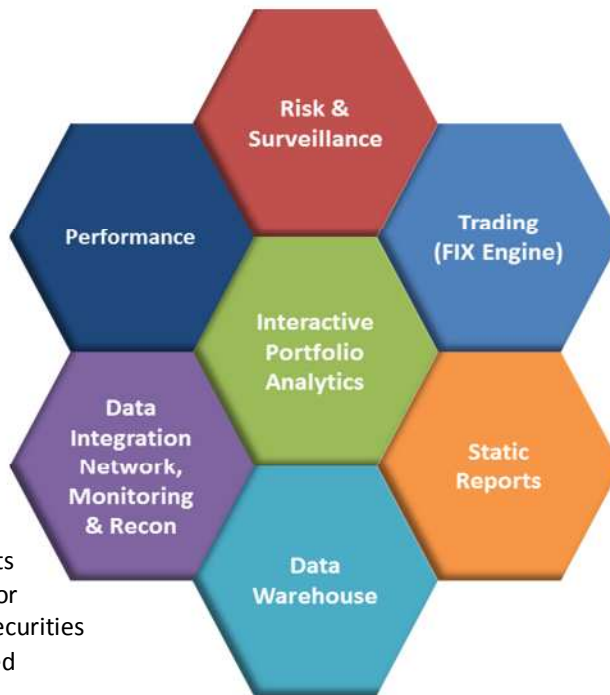 Risk &
Surveillance
Performance
Trading
(FIX Engine)
Interactive
Portfolio
Analytics
Data
Integration
Network,
Monitoring
& Recon
Static
Reports
Data
Warehouse
ts
or
ecurities
ed